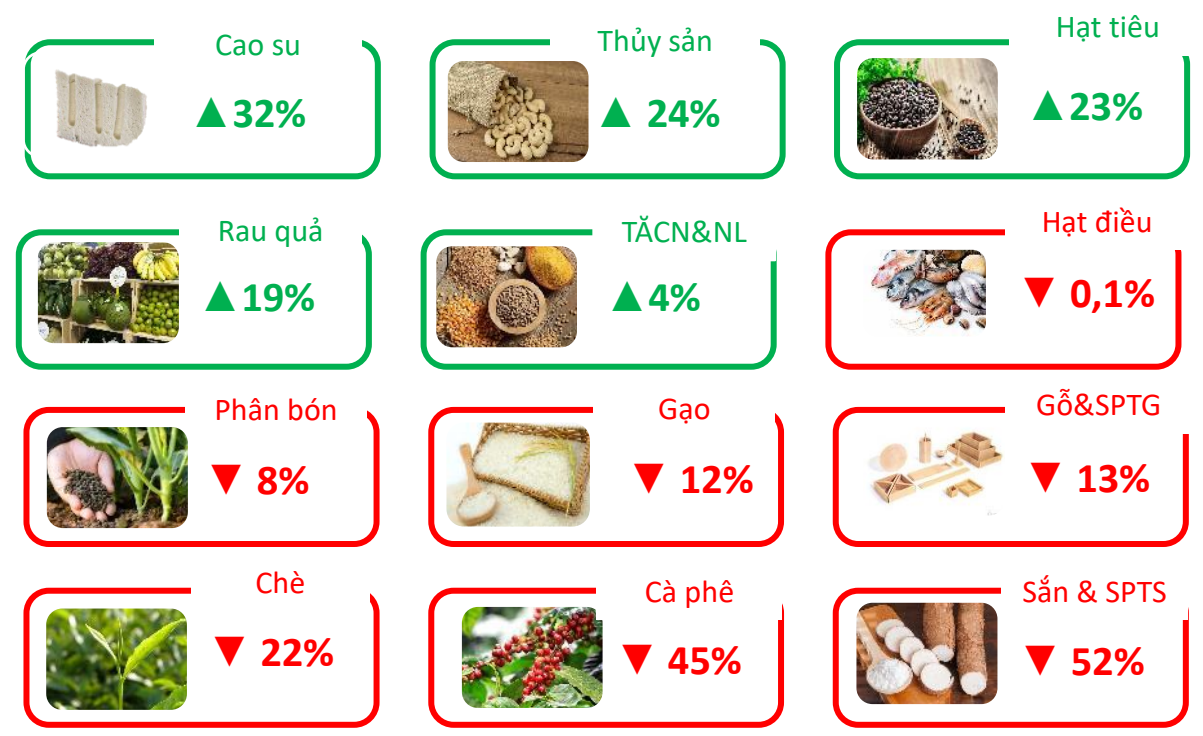 Cao su
▲32%
Thủy sản
▲ 24%
Hạt tiêu
▲23%
Rau quả
▲19%
TĂCN&NL
▲4%
Hạt điều
▼ 0,1%
Phân bón
▼ 8%
Gạo
▼ 12%
Gỗ&SPTG
▼ 13%
Chè
▼ 22%
Cà phê
▼ 45%
Sắn & SPTS
▼ 52%